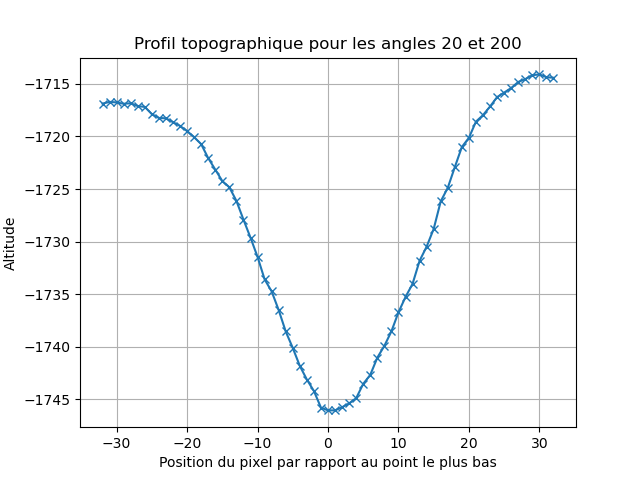 Profil topographique pour les angles 20 et 200
Altitude
−1715
−1720
−1725
−1730
−1735
−1740
−1745
−30 −20 −10 0 10 20 30
Position du pixel par rapport au point le plus bas